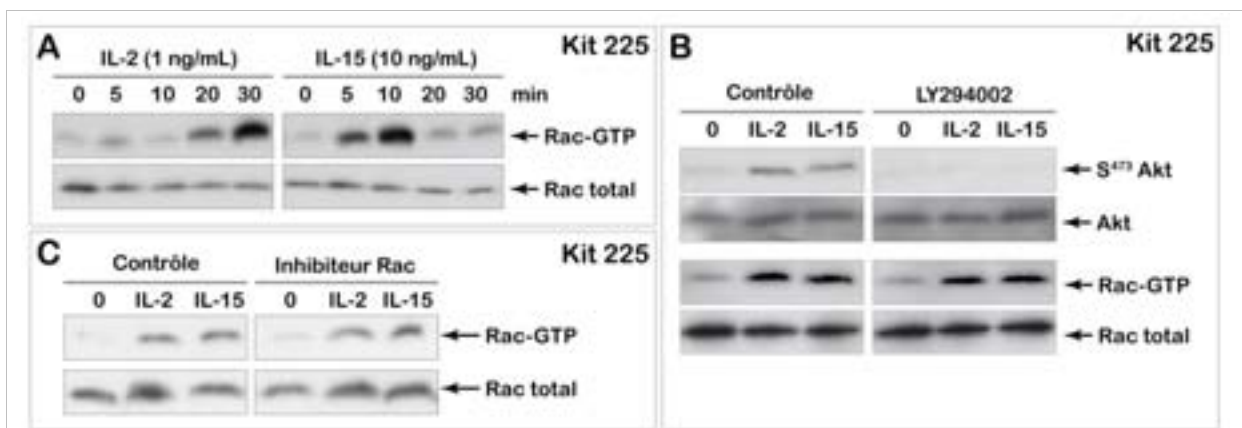 A
Kit 225
IL-2 (1 ng/mL)
IL-15 (10 ng/mL)
0 5 10 20 30 0 5 10 20 30 min
Rac-GTP
Rac total
B
Kit 225
Contrôle
LY294002
0 IL-2 IL-15 0 IL-2 IL-15
S473 Akt
Akt
Rac-GTP
Rac total
C
Kit 225
Contrôle
Inhibiteur Rac
0 IL-2 IL-15 0 IL-2 IL-15
Rac-GTP
Rac total